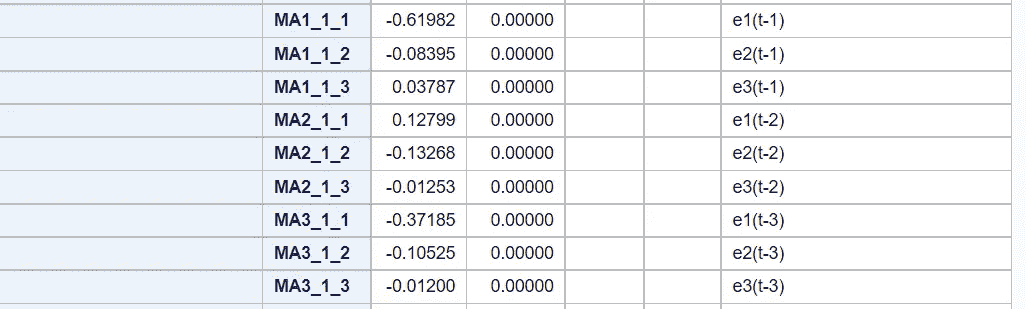 MA1_1_1 -0.61982 0.00000 e1(t-1)
MA1_1_2 -0.08395 0.00000 e2(t-1)
MA1_1_3 0.03787 0.00000 e3(t-1)
MA2_1_1 0.12799 0.00000 e1(t-2)
MA2_1_2 -0.13268 0.00000 e2(t-2)
MA2_1_3 -0.01253 0.00000 e3(t-2)
MA3_1_1 -0.37185 0.00000 e1(t-3)
MA3_1_2 -0.10525 0.00000 e2(t-3)
MA3_1_3 -0.01200 0.00000 e3(t-3)